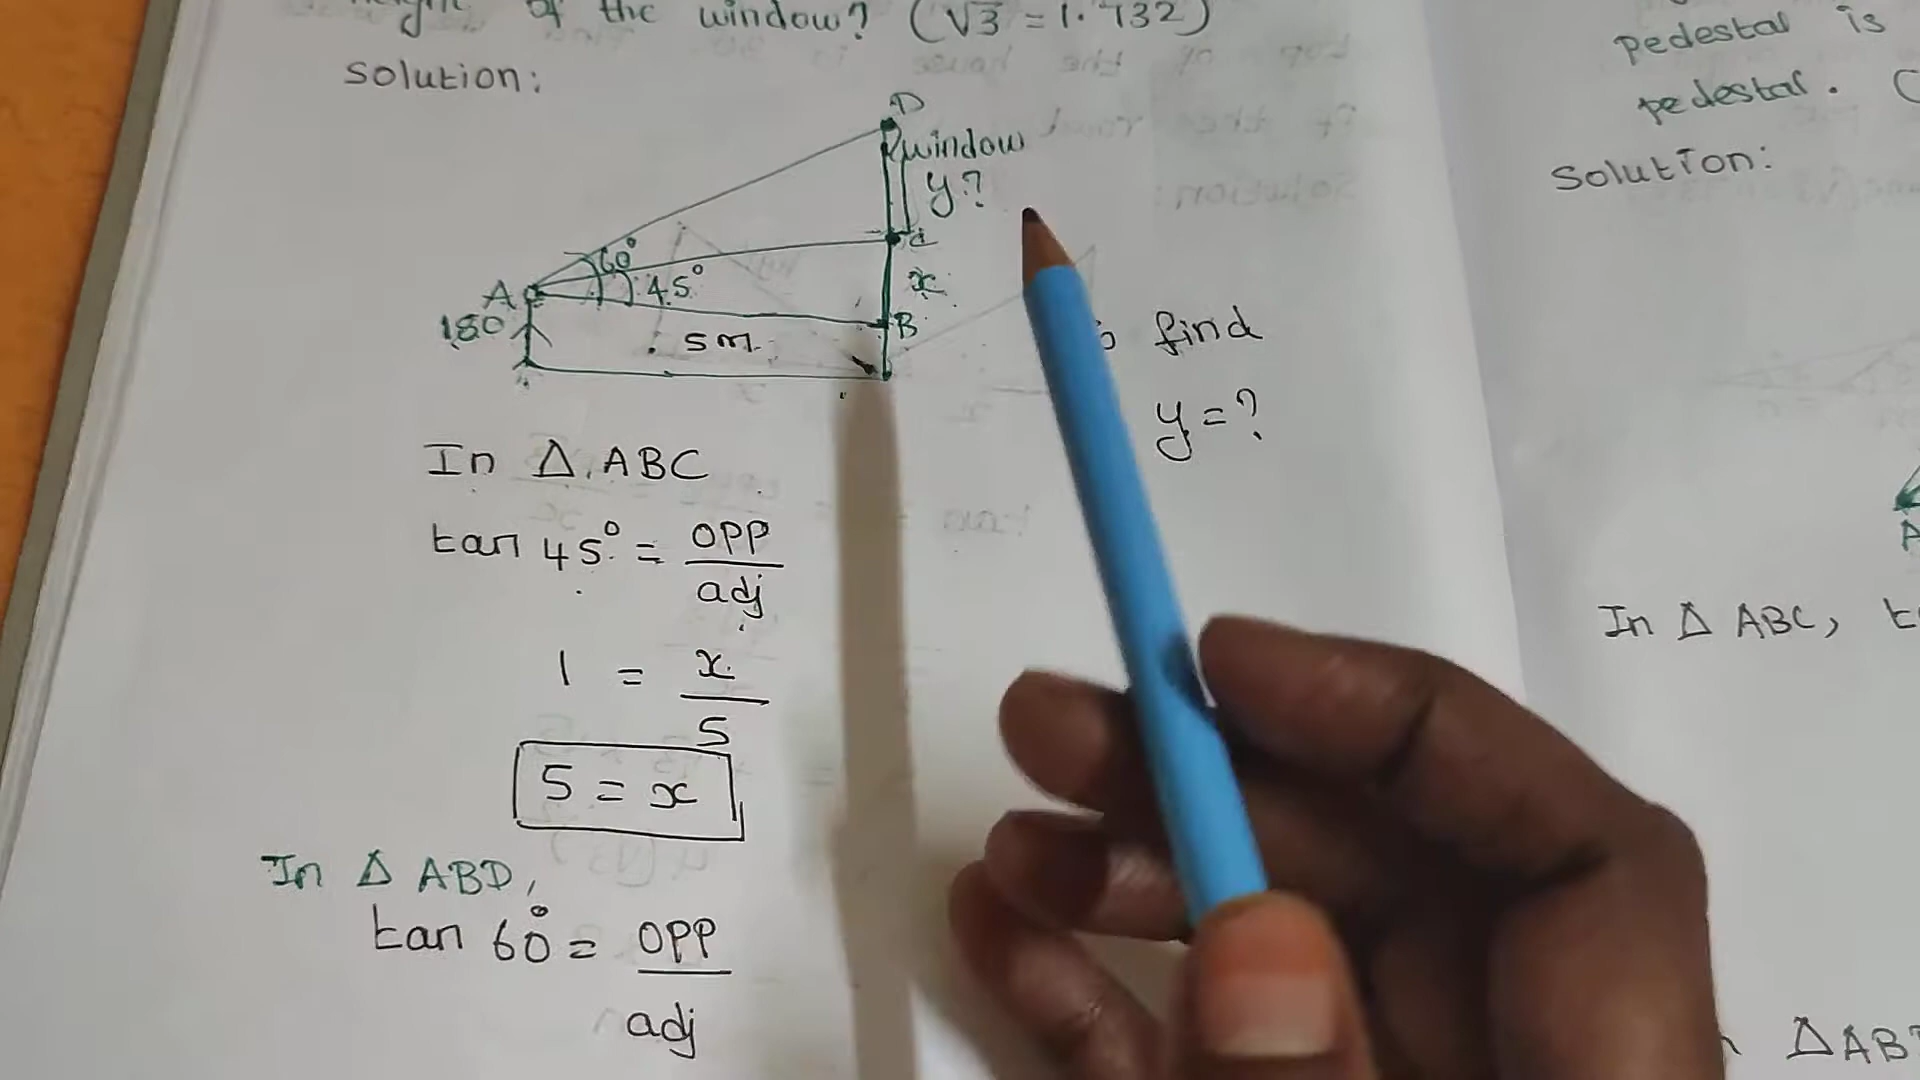 of the window? (√3 = 1.732)
Solution:
D
window
y?
C
60°
45°
x
A
180
B
5m
find
y = ?
In Δ ABC
tan 45° = opp
adj
1 = x
5
5 = x
In Δ ABD,
tan 60° = opp
adj
pedestal is
pedestal. (
Solution:
A
In Δ ABC, t
Δ AB